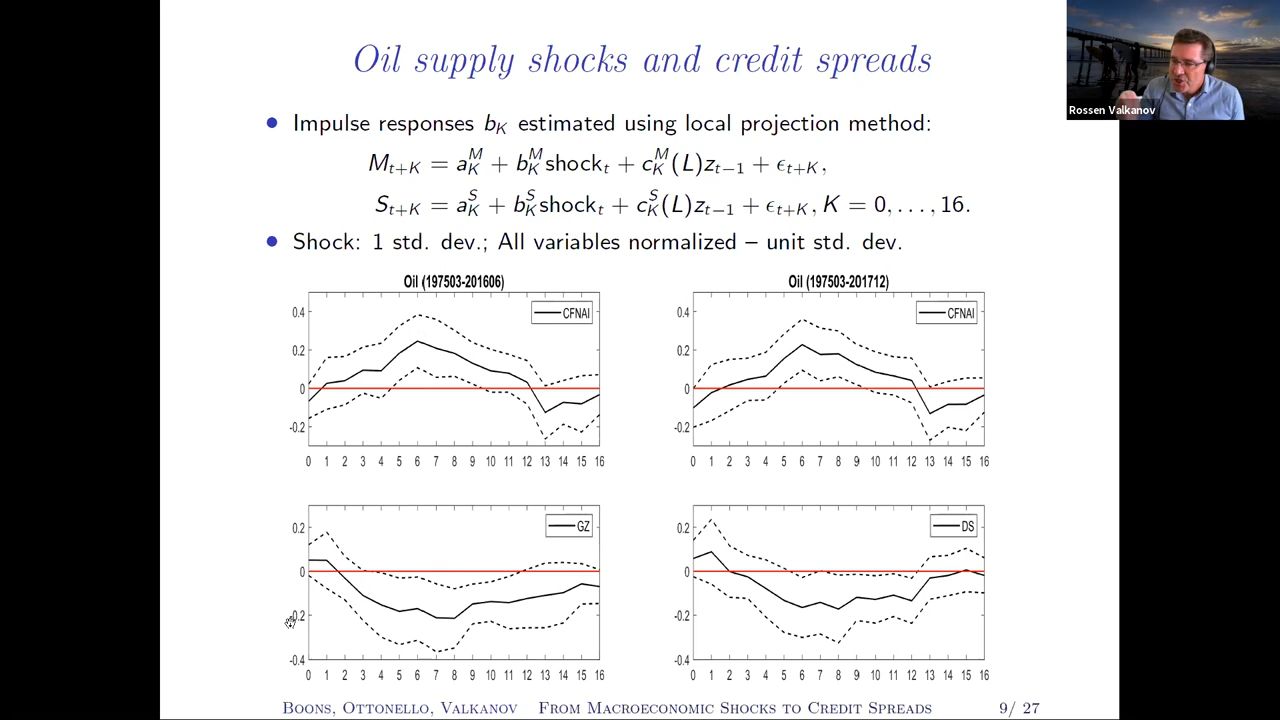 Oil supply shocks and credit spreads
Rossen Valkanov
• Impulse responses b_K estimated using local projection method:
M_{t+K} = a_K^M + b_K^M shock_t + c_K^M(L)z_{t−1} + ϵ_{t+K},
S_{t+K} = a_K^S + b_K^S shock_t + c_K^S(L)z_{t−1} + ϵ_{t+K}, K = 0, . . . , 16.
• Shock: 1 std. dev.; All variables normalized – unit std. dev.
Oil (197503-201606)
CFNAI
0.4
0.2
0
-0.2
0 1 2 3 4 5 6 7 8 9 10 11 12 13 14 15 16
Oil (197503-201712)
CFNAI
0.4
0.2
0
-0.2
0 1 2 3 4 5 6 7 8 9 10 11 12 13 14 15 16
GZ
0.2
0
-0.2
-0.4
0 1 2 3 4 5 6 7 8 9 10 11 12 13 14 15 16
DS
0.2
0
-0.2
-0.4
0 1 2 3 4 5 6 7 8 9 10 11 12 13 14 15 16
Boons, Ottonello, Valkanov From Macroeconomic Shocks to Credit Spreads 9/ 27